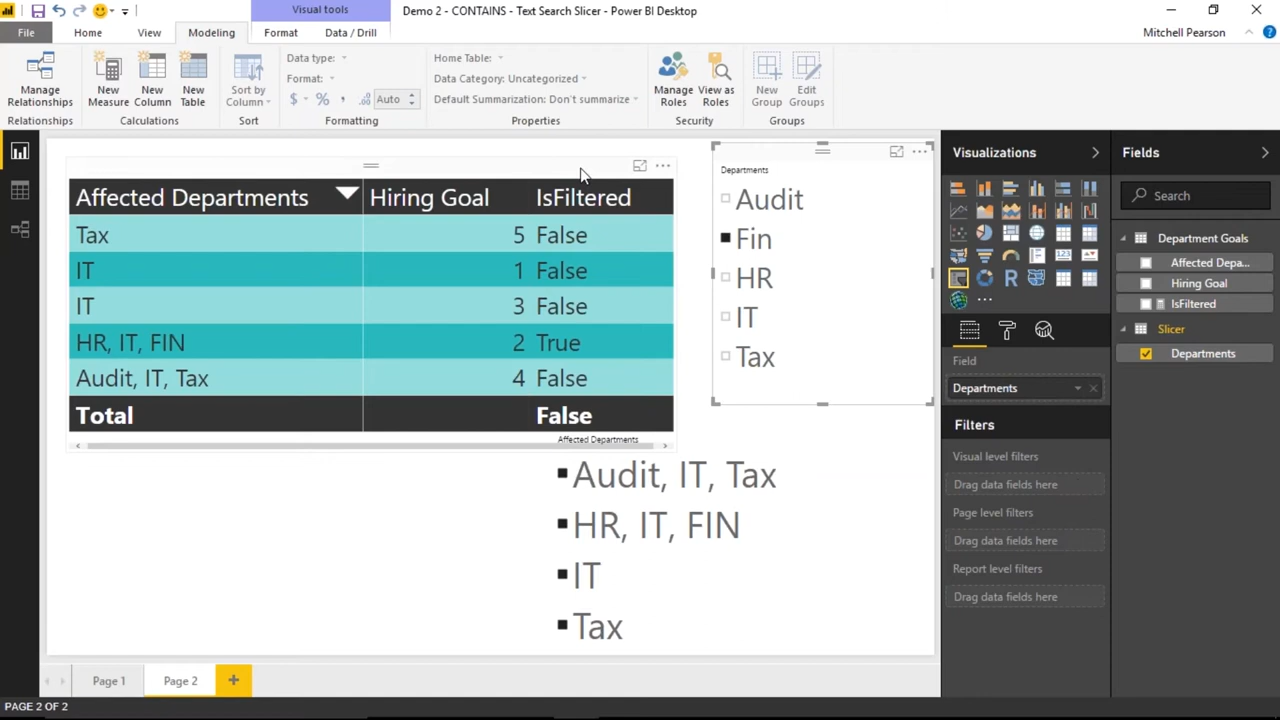 Visual tools
Demo 2 - CONTAINS - Text Search Slicer - Power BI Desktop
File
Home
View
Modeling
Format
Data / Drill
Mitchell Pearson
Manage
Relationships
New
Measure
New
Column
New
Table
Sort by
Column
Data type:
Format:
$ % , .00 Auto
Home Table:
Data Category: Uncategorized
Default Summarization: Don't summarize
Manage
Roles
View as
Roles
New
Group
Edit
Groups
Relationships
Calculations
Sort
Formatting
Properties
Security
Groups
Affected Departments Hiring Goal IsFiltered
Tax 5 False
IT 1 False
IT 3 False
HR, IT, FIN 2 True
Audit, IT, Tax 4 False
Total False
Departments
Audit
Fin
HR
IT
Tax
Affected Departments
Audit, IT, Tax
HR, IT, FIN
IT
Tax
Visualizations
R
Field
Departments
Filters
Visual level filters
Drag data fields here
Page level filters
Drag data fields here
Report level filters
Drag data fields here
Fields
Search
Department Goals
Affected Depa...
Hiring Goal
IsFiltered
Slicer
Departments
Page 1
Page 2
PAGE 2 OF 2